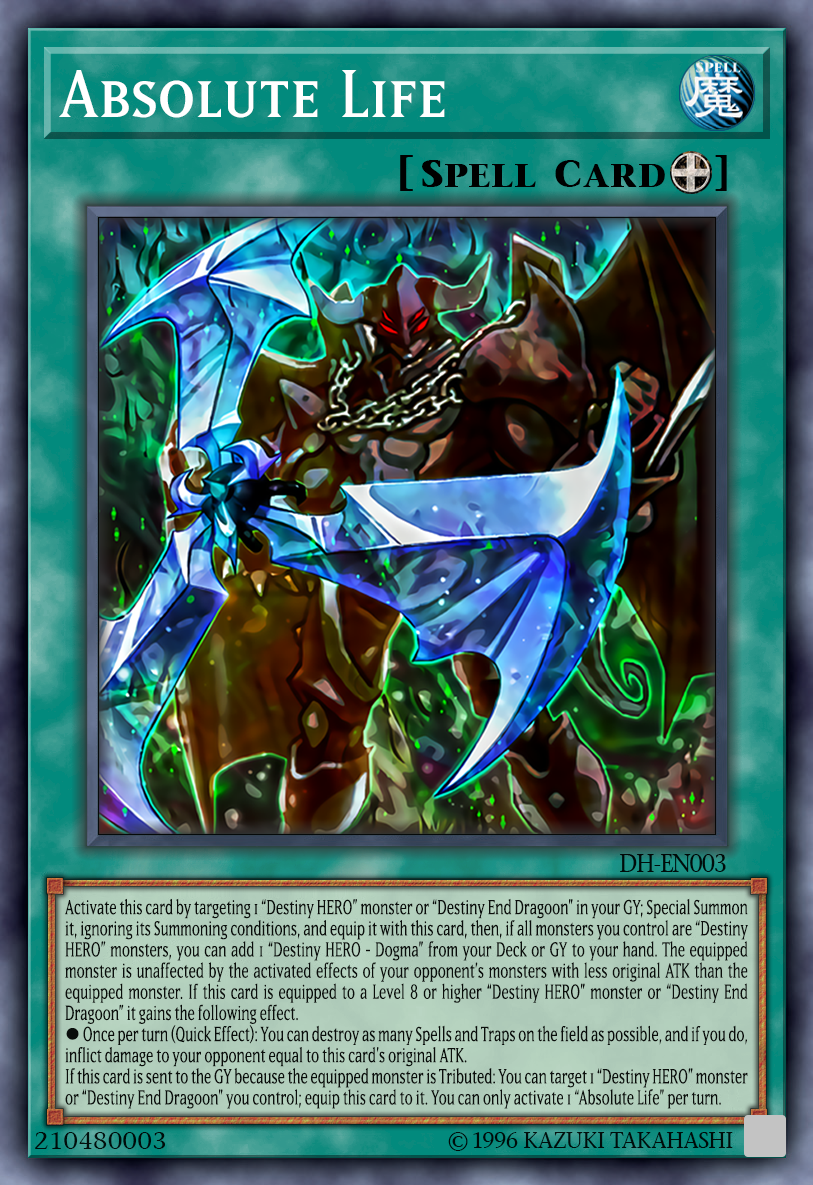 Absolute Life
SPELL
魔
[Spell Card]
DH-EN003
Activate this card by targeting 1 “Destiny HERO” monster or “Destiny End Dragoon” in your GY; Special Summon
it, ignoring its Summoning conditions, and equip it with this card, then, if all monsters you control are “Destiny
HERO” monsters, you can add 1 “Destiny HERO - Dogma” from your Deck or GY to your hand. The equipped
monster is unaffected by the activated effects of your opponent's monsters with less original ATK than the
equipped monster. If this card is equipped to a Level 8 or higher “Destiny HERO” monster or “Destiny End
Dragoon” it gains the following effect.
● Once per turn (Quick Effect): You can destroy as many Spells and Traps on the field as possible, and if you do,
inflict damage to your opponent equal to this card's original ATK.
If this card is sent to the GY because the equipped monster is Tributed: You can target 1 “Destiny HERO” monster
or “Destiny End Dragoon” you control; equip this card to it. You can only activate 1 “Absolute Life” per turn.
210480003
© 1996 KAZUKI TAKAHASHI